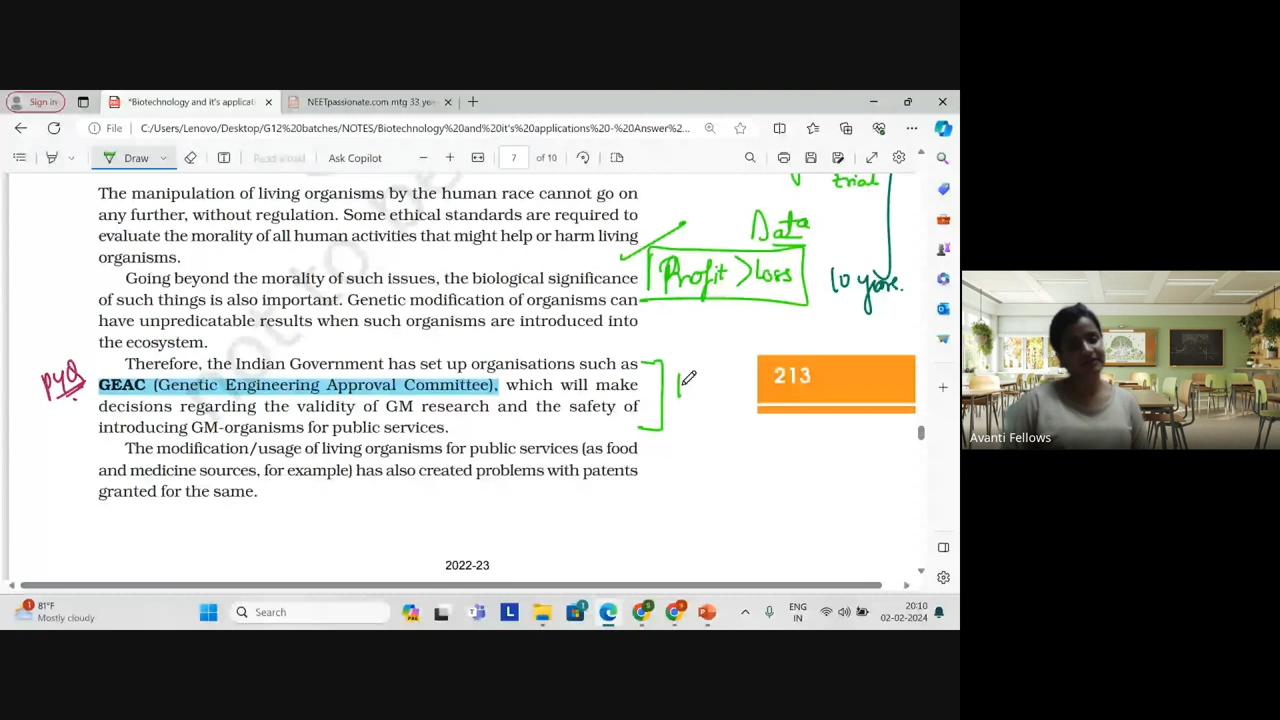 Sign in
*Biotechnology and it's applicati
NEETpassionate.com mtg 33 ye
File
C:/Users/Lenovo/Desktop/G12%20batches/NOTES/Biotechnology%20and%20it's%20applications%20-%20Answer%2...
Draw
Read aloud
Ask Copilot
7
of 10
The manipulation of living organisms by the human race cannot go on
any further, without regulation. Some ethical standards are required to
evaluate the morality of all human activities that might help or harm living
organisms.
Going beyond the morality of such issues, the biological significance
of such things is also important. Genetic modification of organisms can
have unpredicatable results when such organisms are introduced into
the ecosystem.
Therefore, the Indian Government has set up organisations such as
GEAC (Genetic Engineering Approval Committee), which will make
decisions regarding the validity of GM research and the safety of
introducing GM-organisms for public services.
The modification/usage of living organisms for public services (as food
and medicine sources, for example) has also created problems with patents
granted for the same.
trial
Data
Profit > Loss
10 years.
PYQ
213
2022-23
not to be
Avanti Fellows
1
81°F
Mostly cloudy
Search
L
ENG
IN
20:10
02-02-2024